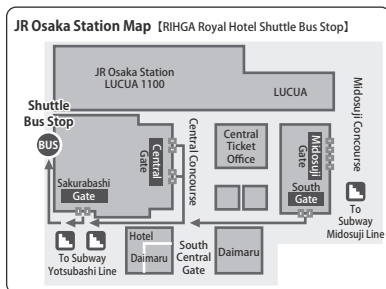 JR Osaka Station Map【RIHGA Royal Hotel Shuttle Bus Stop】
JR Osaka Station
LUCUA 1100
LUCUA
Shuttle
Bus Stop
BUS
Central
Gate
Central Concourse
Central
Ticket
Office
Midosuji
Gate
Midosuji Concourse
Sakurabashi
Gate
South
Gate
To
Subway
Midosuji Line
To Subway
Yotsubashi Line
Hotel
Daimaru
South
Central
Gate
Daimaru